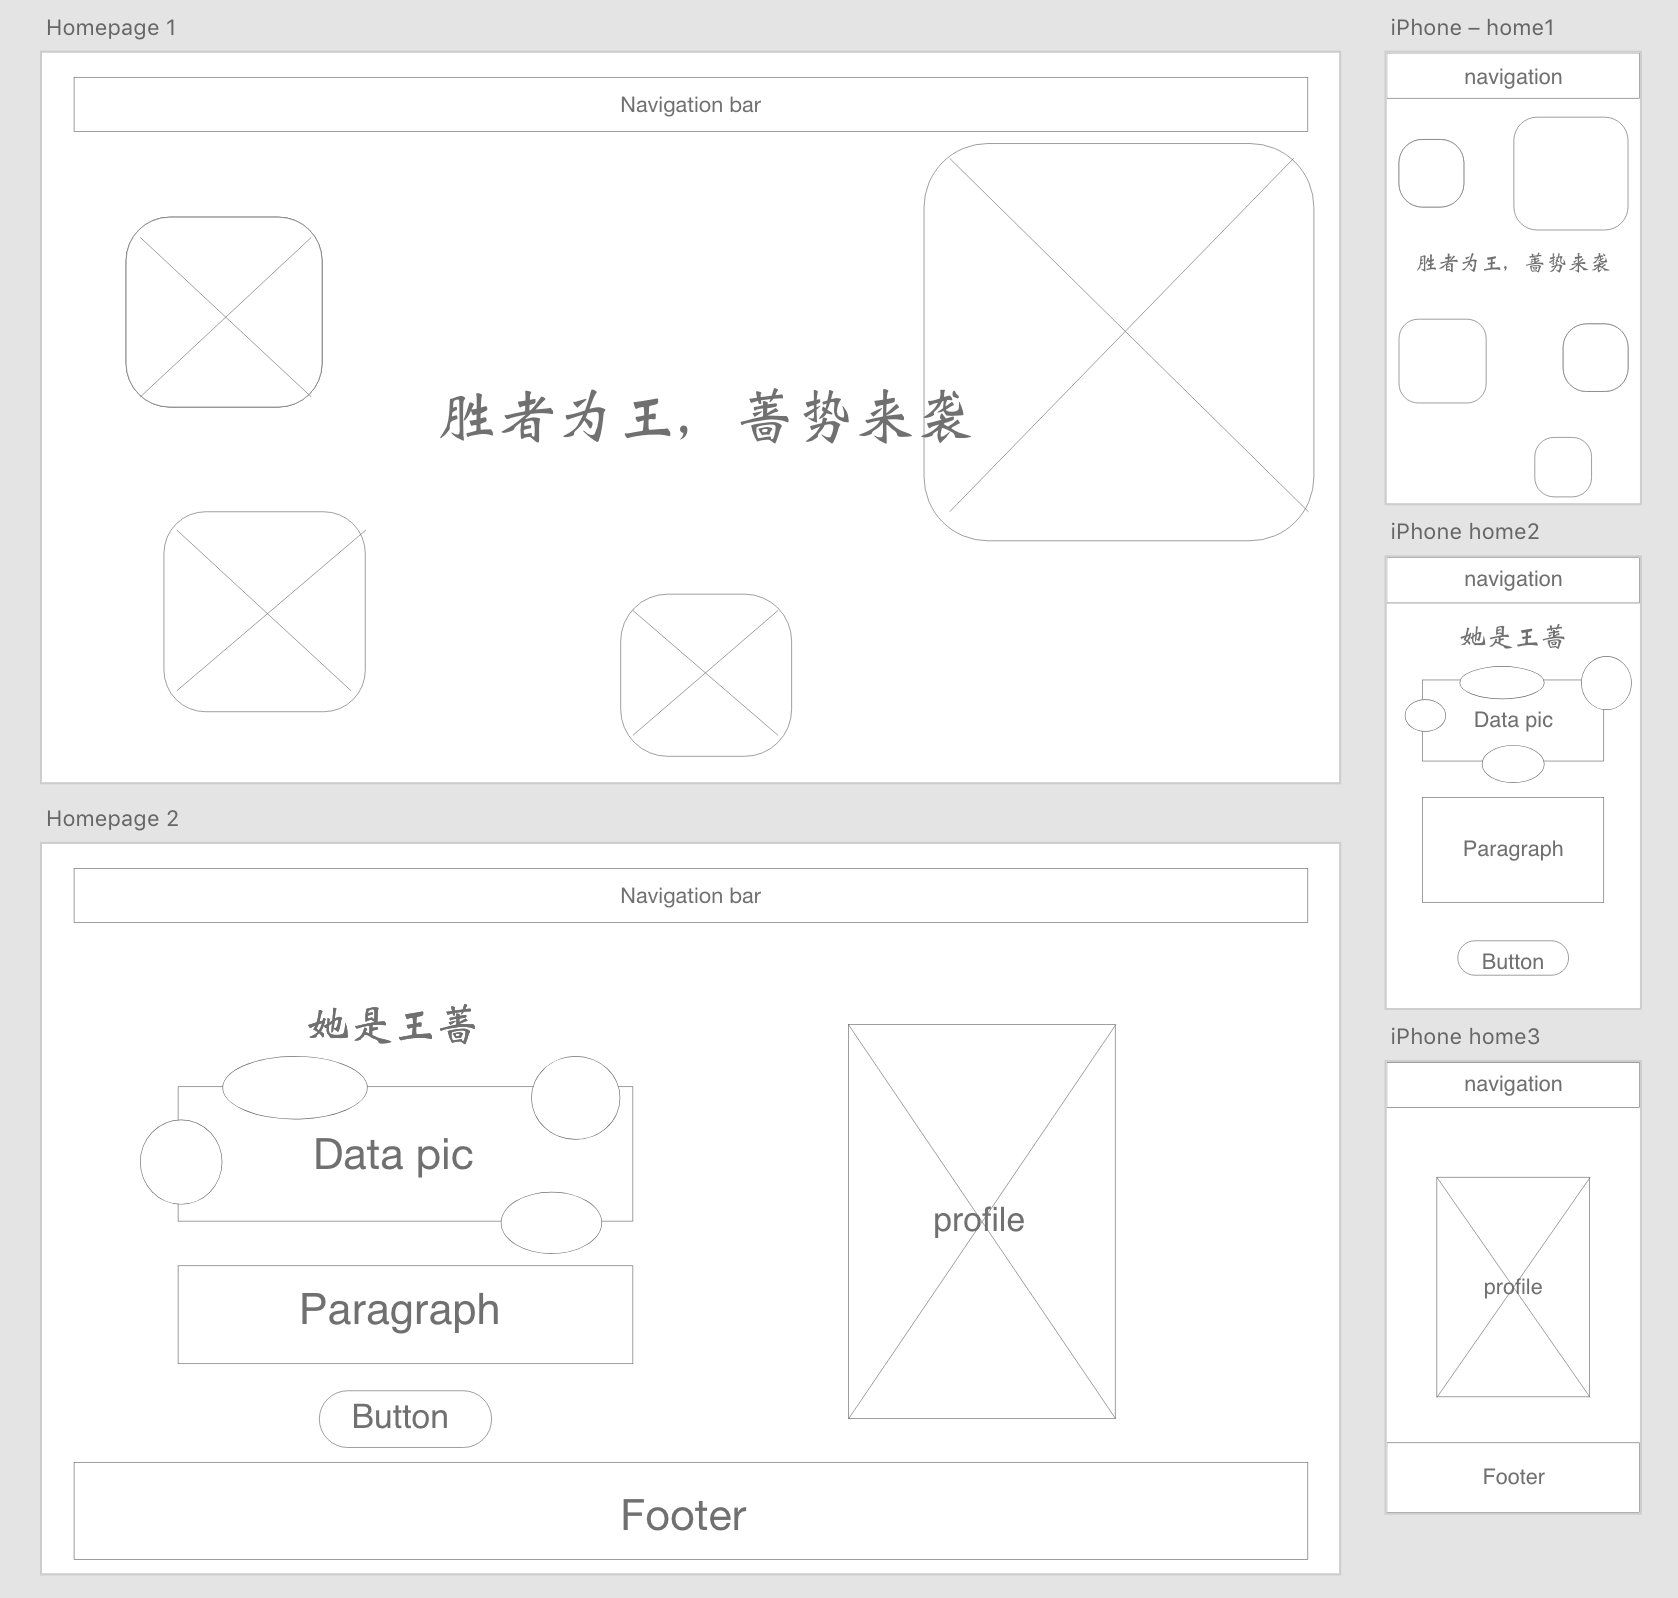 Homepage 1
Navigation bar
胜者为王，蔷势来袭
Homepage 2
Navigation bar
她是王蔷
Data pic
Paragraph
Button
profile
Footer
iPhone – home1
navigation
胜者为王，蔷势来袭
iPhone home2
navigation
她是王蔷
Data pic
Paragraph
Button
iPhone home3
navigation
profile
Footer